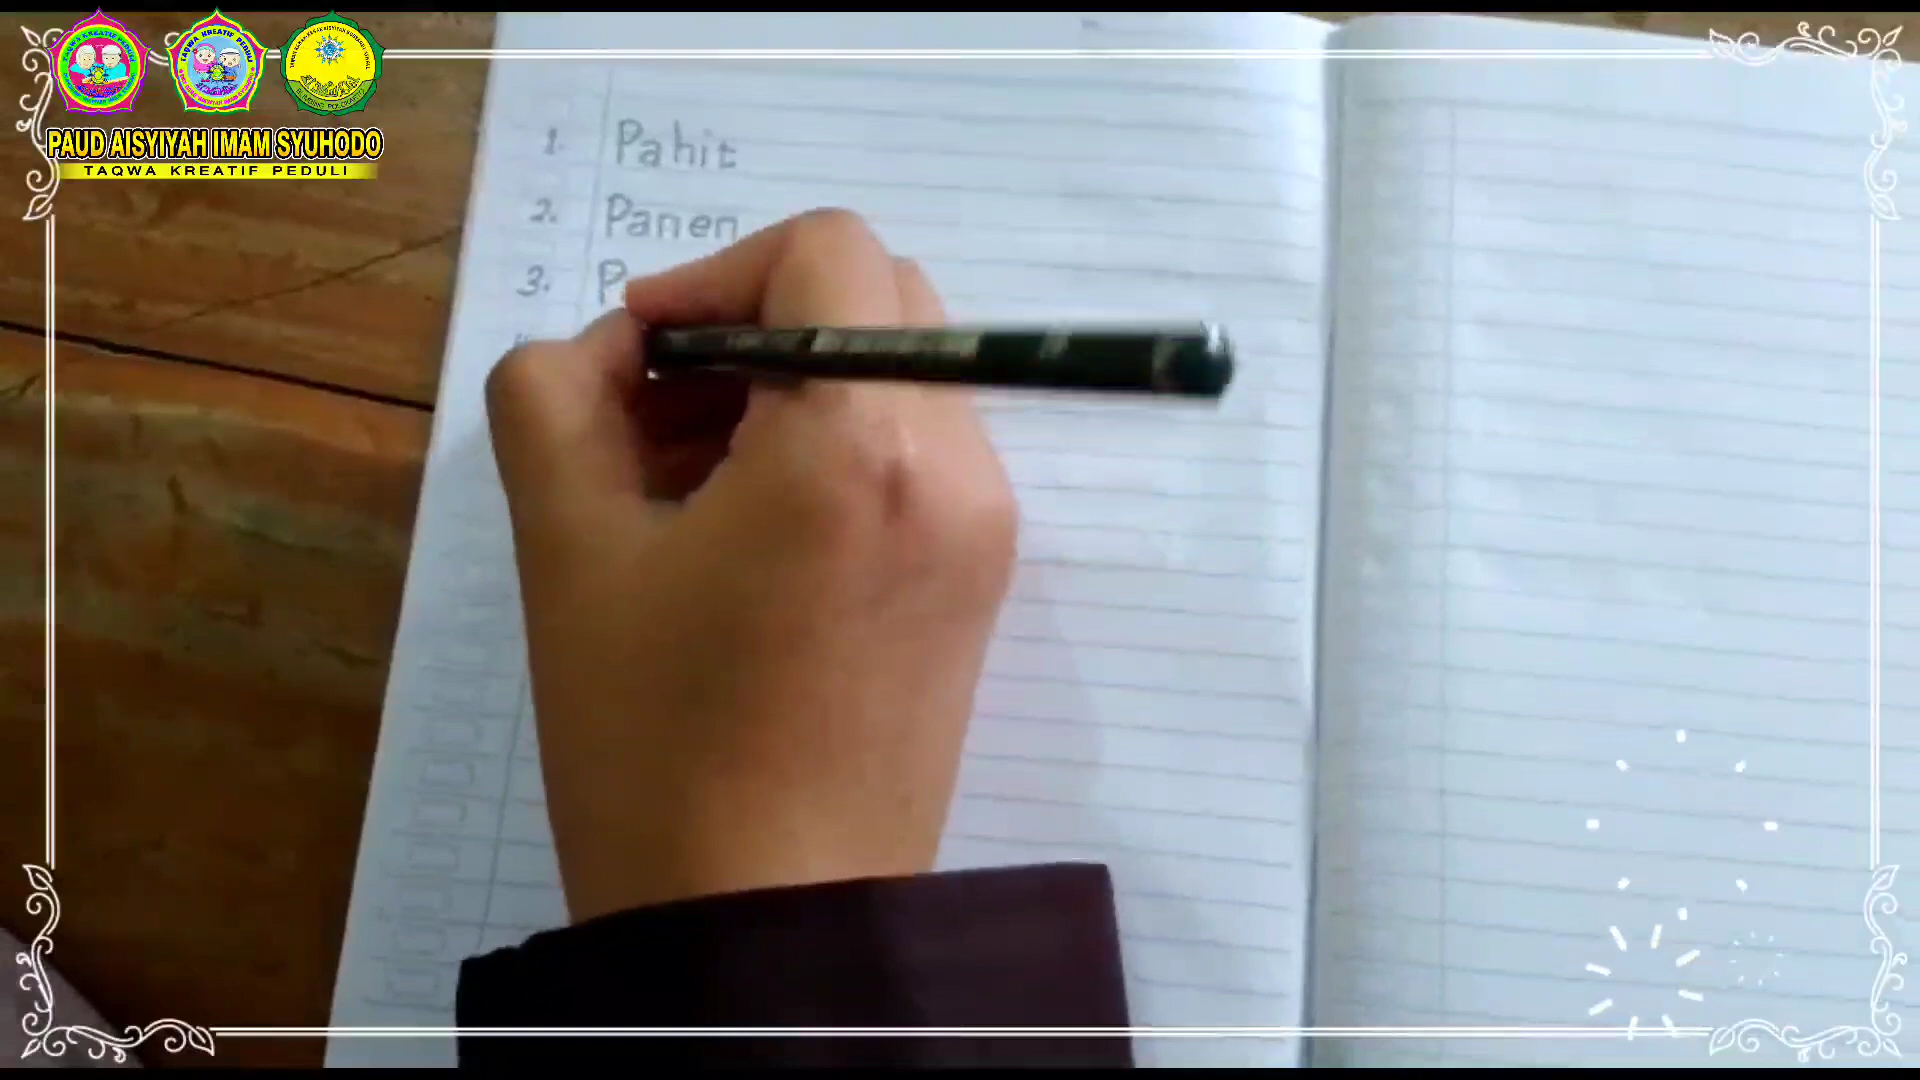 PAUD AISYIYAH IMAM SYUHODO
TAQWA KREATIF PEDULI
1. Pahit
2. Panen
3.